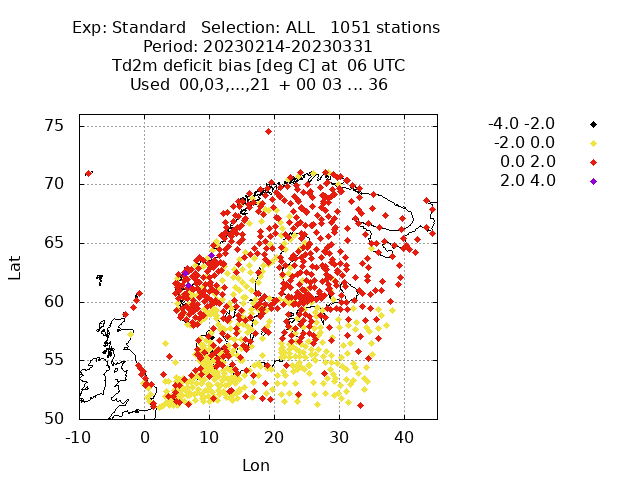 Exp: Standard   Selection: ALL   1051 stations
Period: 20230214-20230331
Td2m deficit bias [deg C] at  06 UTC
Used  00,03,...,21  + 00 03 ... 36
-4.0 -2.0
-2.0  0.0
0.0  2.0
2.0  4.0
75
70
65
60
55
50
Lat
-10 0 10 20 30 40
Lon